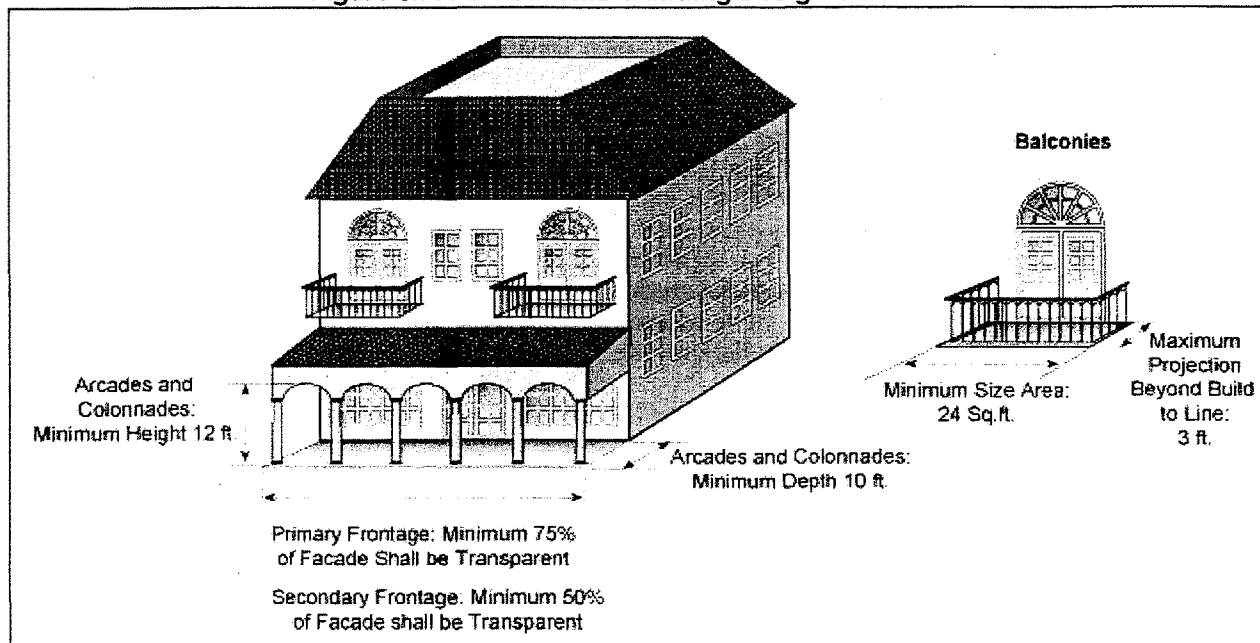 Balconies
Arcades and
Colonnades:
Minimum Height 12 ft.
Minimum Size Area:
24 Sq.ft.
Maximum
Projection
Beyond Build
to Line:
3 ft.
Arcades and Colonnades:
Minimum Depth 10 ft.
Primary Frontage: Minimum 75%
of Facade Shall be Transparent
Secondary Frontage: Minimum 50%
of Facade shall be Transparent